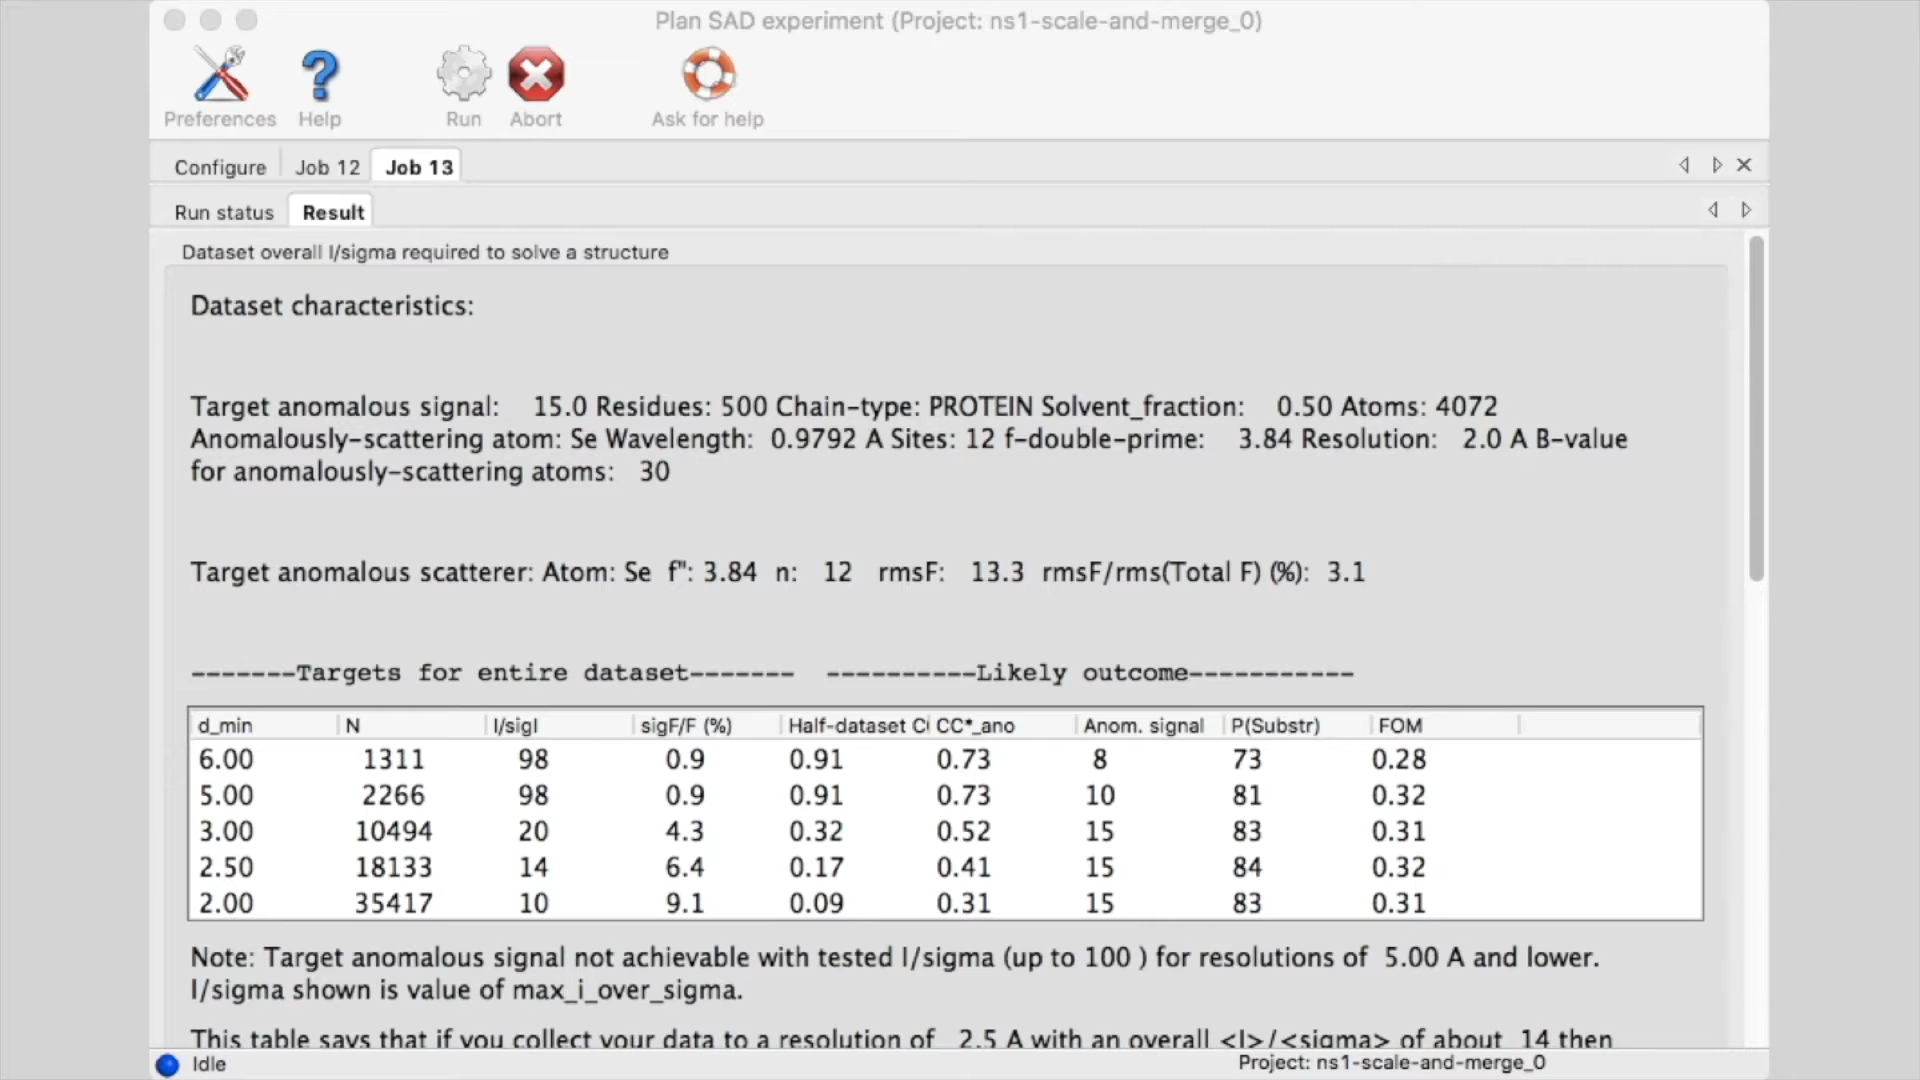 Plan SAD experiment (Project: ns1-scale-and-merge_0)
Preferences Help Run Abort Ask for help
Configure Job 12 Job 13
Run status Result
Dataset overall I/sigma required to solve a structure
Dataset characteristics:
Target anomalous signal: 15.0 Residues: 500 Chain-type: PROTEIN Solvent_fraction: 0.50 Atoms: 4072
Anomalously-scattering atom: Se Wavelength: 0.9792 A Sites: 12 f-double-prime: 3.84 Resolution: 2.0 A B-value
for anomalously-scattering atoms: 30
Target anomalous scatterer: Atom: Se f": 3.84 n: 12 rmsF: 13.3 rmsF/rms(Total F) (%): 3.1
-------Targets for entire dataset------- ----------Likely outcome-----------
d_min N I/sigI sigF/F (%) Half-dataset C CC*_ano Anom. signal P(Substr) FOM
6.00 1311 98 0.9 0.91 0.73 8 73 0.28
5.00 2266 98 0.9 0.91 0.73 10 81 0.32
3.00 10494 20 4.3 0.32 0.52 15 83 0.31
2.50 18133 14 6.4 0.17 0.41 15 84 0.32
2.00 35417 10 9.1 0.09 0.31 15 83 0.31
Note: Target anomalous signal not achievable with tested I/sigma (up to 100 ) for resolutions of 5.00 A and lower.
I/sigma shown is value of max_i_over_sigma.
This table says that if you collect your data to a resolution of 2.5 A with an overall <I>/<sigma> of about 14 then
Idle Project: ns1-scale-and-merge_0